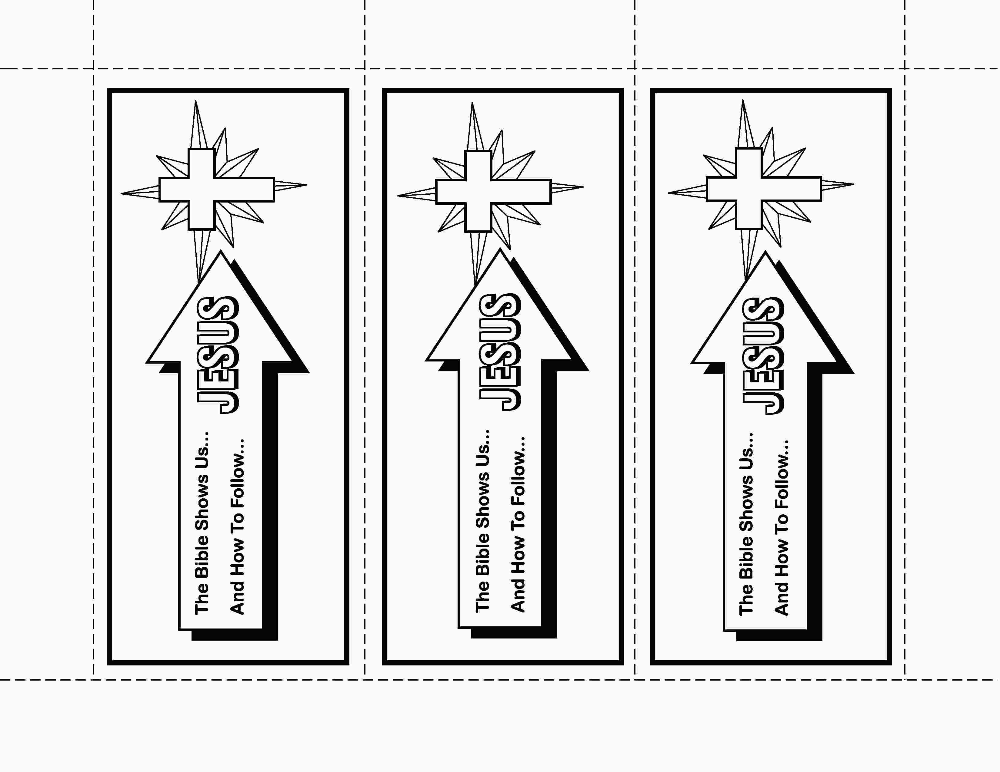 The Bible Shows Us...
And How To Follow...
JESUS
The Bible Shows Us...
And How To Follow...
JESUS
The Bible Shows Us...
And How To Follow...
JESUS